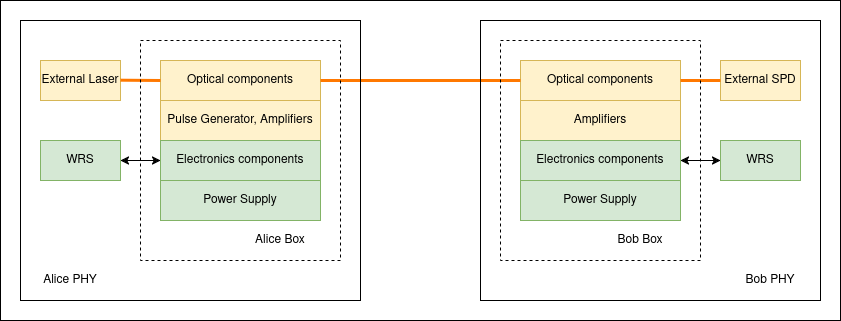 External Laser
Optical components
Pulse Generator, Amplifiers
WRS
Electronics components
Power Supply
Alice Box
Alice PHY
Optical components
External SPD
Amplifiers
Electronics components
WRS
Power Supply
Bob Box
Bob PHY